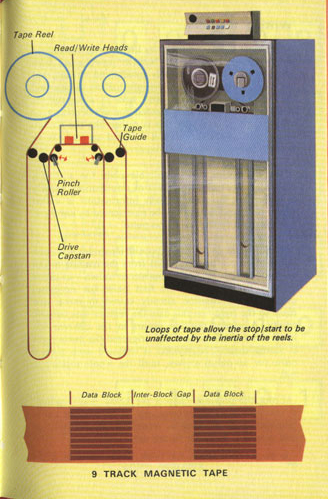 Tape Reel
Read/Write Heads
Tape
Guide
Pinch
Roller
Drive
Capstan
Loops of tape allow the stop/start to be
unaffected by the inertia of the reels.
Data Block
Inter-Block Gap
Data Block
9 TRACK MAGNETIC TAPE